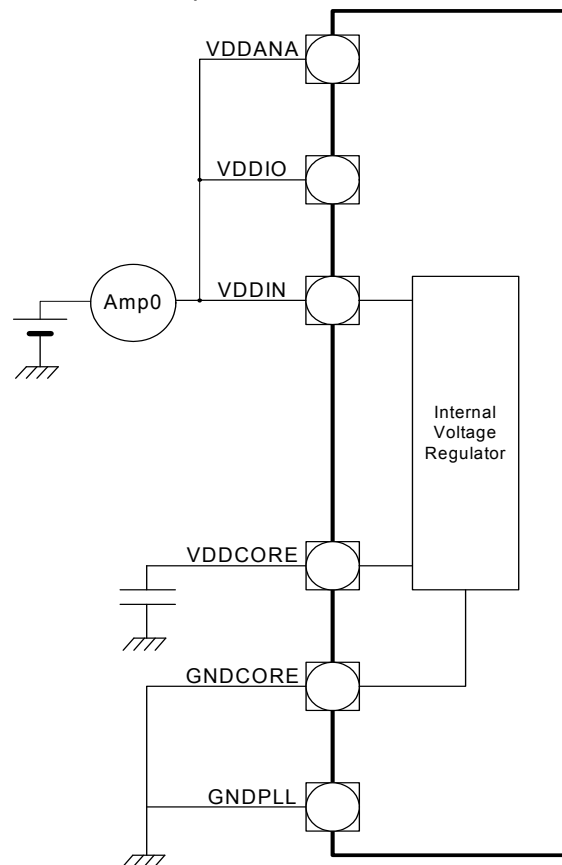 VDDANA
VDDIO
Amp0
VDDIN
Internal
Voltage
Regulator
VDDCORE
GNDCORE
GNDPLL